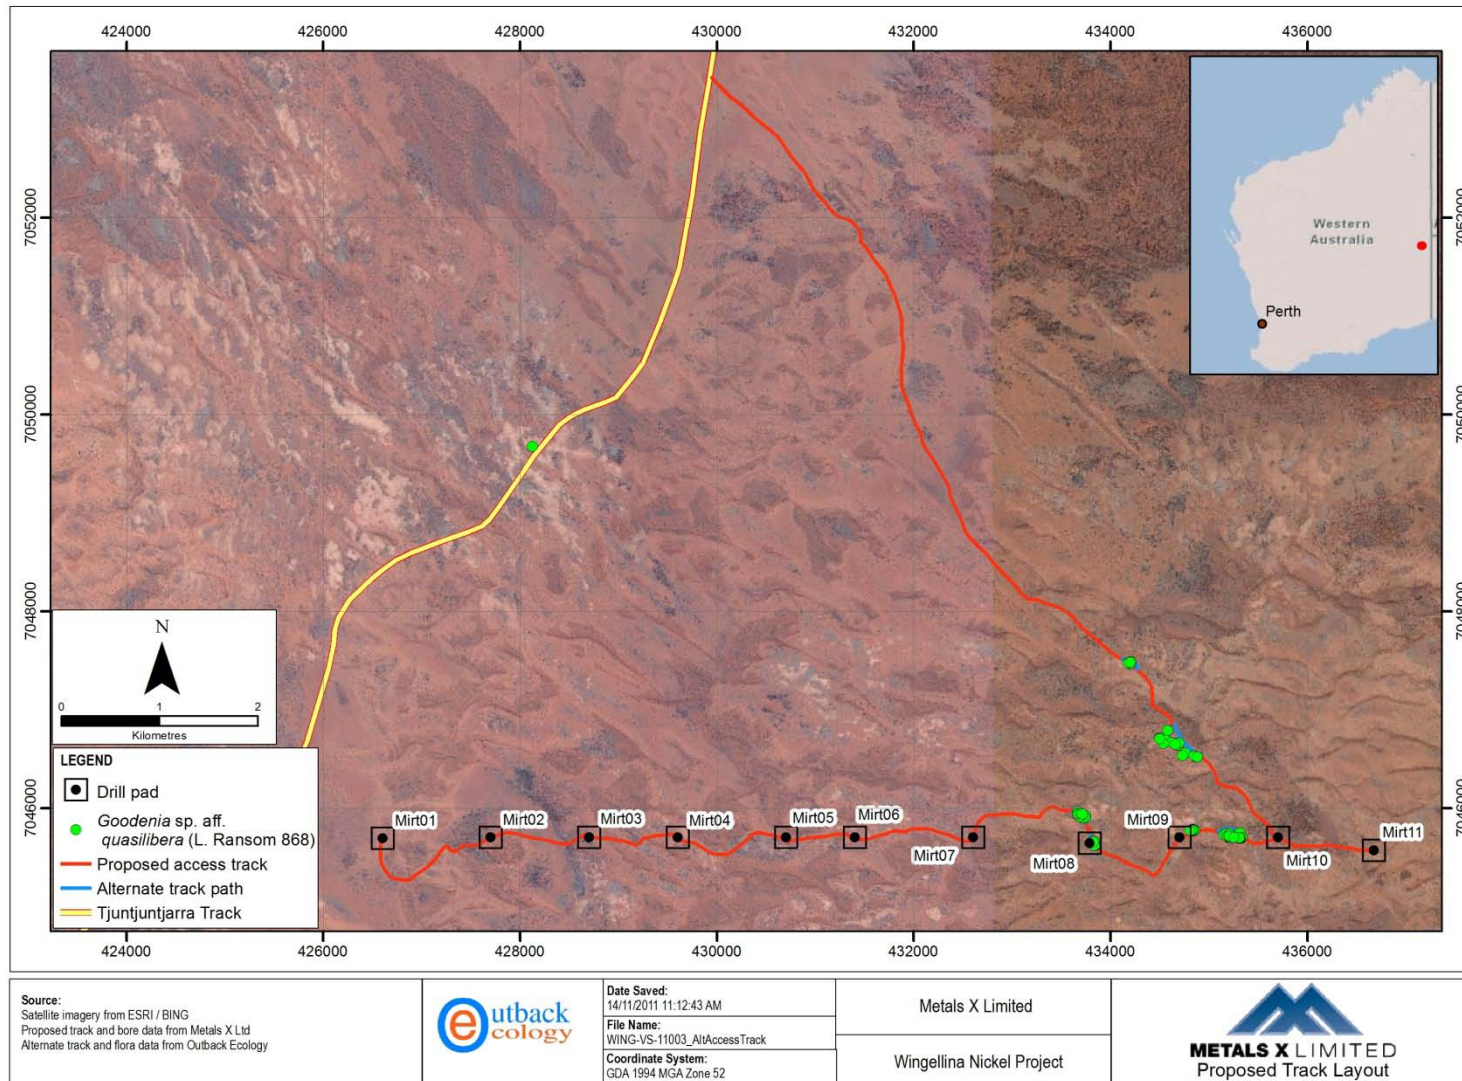 424000
426000
428000
430000
432000
434000
436000
7052000
7052000
7050000
7050000
7048000
7048000
7046000
7046000
Western
Australia
Perth
N
0
1
2
Kilometres
LEGEND
Drill pad
Goodenia sp. aff.
quasilibera (L. Ransom 868)
Proposed access track
Alternate track path
Tjuntjuntjarra Track
Mirt01
Mirt02
Mirt03
Mirt04
Mirt05
Mirt06
Mirt07
Mirt08
Mirt09
Mirt10
Mirt11
424000
426000
428000
430000
432000
434000
436000
Source:
Satellite imagery from ESRI / BING
Proposed track and bore data from Metals X Ltd
Alternate track and flora data from Outback Ecology
Outback
ecology
Date Saved:
14/11/2011 11:12:43 AM
File Name:
WING-VS-11003_AltAccessTrack
Coordinate System:
GDA 1994 MGA Zone 52
Metals X Limited
Wingellina Nickel Project
METALS X LIMITED
Proposed Track Layout